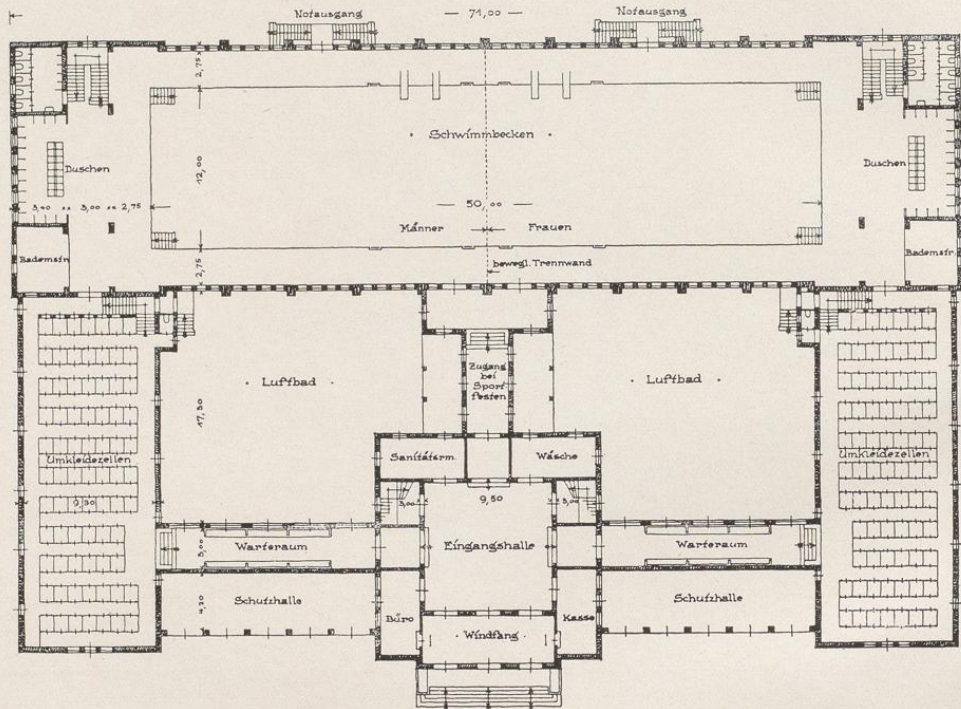 Notausgang
— 71,00 —
Notausgang
2,75
· Schwimmbecken ·
Duschen
Duschen
12,00
3,40
3,00
2,75
— 50,00 —
Männer
Frauen
Bademstr.
Bademstr.
2,75
bewegl. Trennwand
· Luftbad ·
Zugang
bei
Sport
festen
· Luftbad ·
17,50
Sanitätsrm.
Wäsche
Umkleidezellen
Umkleidezellen
9,30
3,00
9,50
3,00
Warteraum
5,00
Eingangshalle
Warteraum
Schutzhalle
4,20
Büro
Kasse
Schutzhalle
· Windfang ·